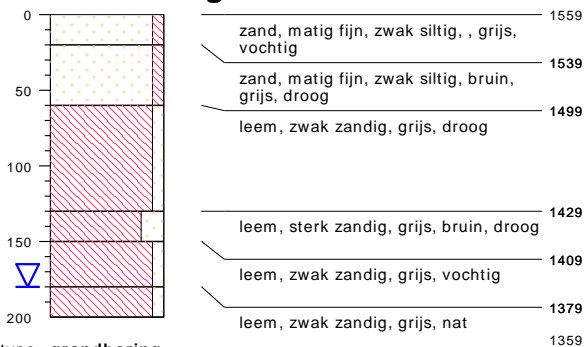 0
1559
zand, matig fijn, zwak siltig, , grijs,
vochtig
1539
50
zand, matig fijn, zwak siltig, bruin,
grijs, droog
1499
leem, zwak zandig, grijs, droog
100
1429
leem, sterk zandig, grijs, bruin, droog
150
1409
leem, zwak zandig, grijs, vochtig
1379
200
leem, zwak zandig, grijs, nat
1359